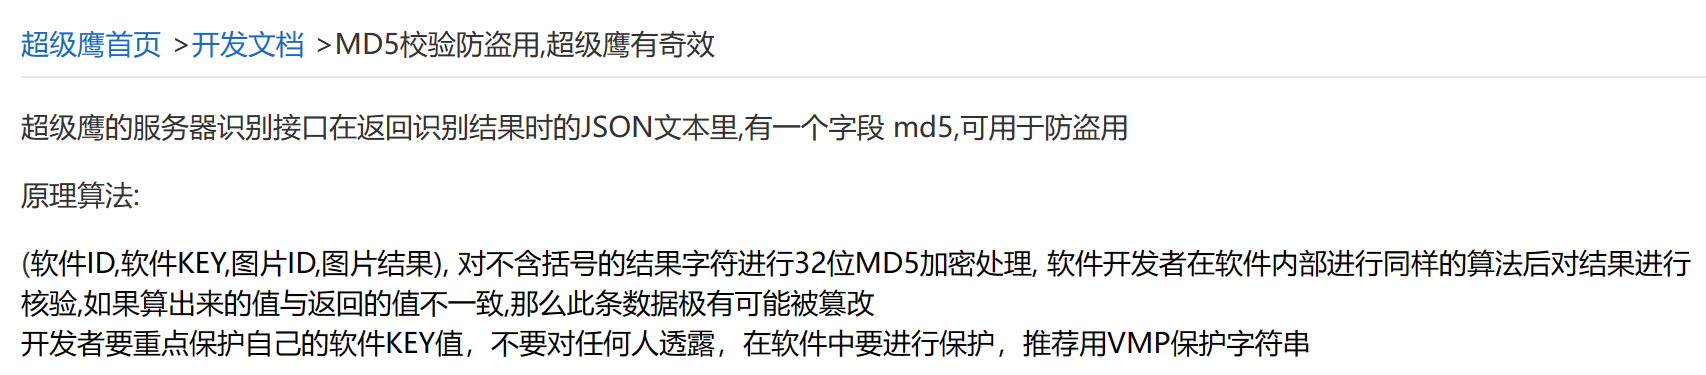 超级鹰首页 >开发文档 >MD5校验防盗用,超级鹰有奇效
超级鹰的服务器识别接口在返回识别结果时的JSON文本里,有一个字段 md5,可用于防盗用
原理算法:
(软件ID,软件KEY,图片ID,图片结果), 对不含括号的结果字符进行32位MD5加密处理, 软件开发者在软件内部进行同样的算法后对结果进行
核验,如果算出来的值与返回的值不一致,那么此条数据极有可能被篡改
开发者要重点保护自己的软件KEY值，不要对任何人透露，在软件中要进行保护，推荐用VMP保护字符串